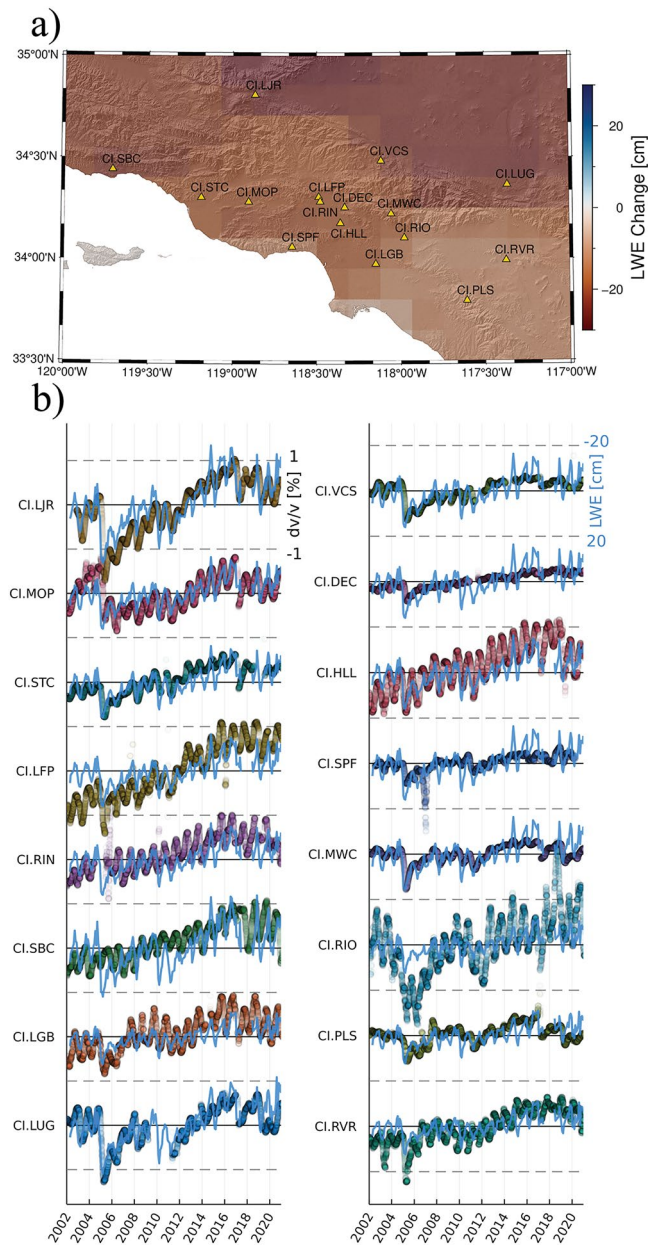 a)
35°00'N
34°30'N
34°00'N
33°30'N
120°00'W
119°30'W
119°00'W
118°30'W
118°00'W
117°30'W
117°00'W
CI.LJR
CI.VCS
CI.SBC
CI.LUG
CI.STC
CI.MOP
CI.LFP
CI.DEC
CI.MWC
CI.RIN
CI.HLL
CI.RIO
CI.SPF
CI.LGB
CI.RVR
CI.PLS
20
0
−20
LWE Change [cm]
b)
1
dv/v [%]
-1
CI.LJR
CI.MOP
CI.STC
CI.LFP
CI.RIN
CI.SBC
CI.LGB
CI.LUG
2002
2004
2006
2008
2010
2012
2014
2016
2018
2020
-20
LWE [cm]
20
CI.VCS
CI.DEC
CI.HLL
CI.SPF
CI.MWC
CI.RIO
CI.PLS
CI.RVR
2002
2004
2006
2008
2010
2012
2014
2016
2018
2020